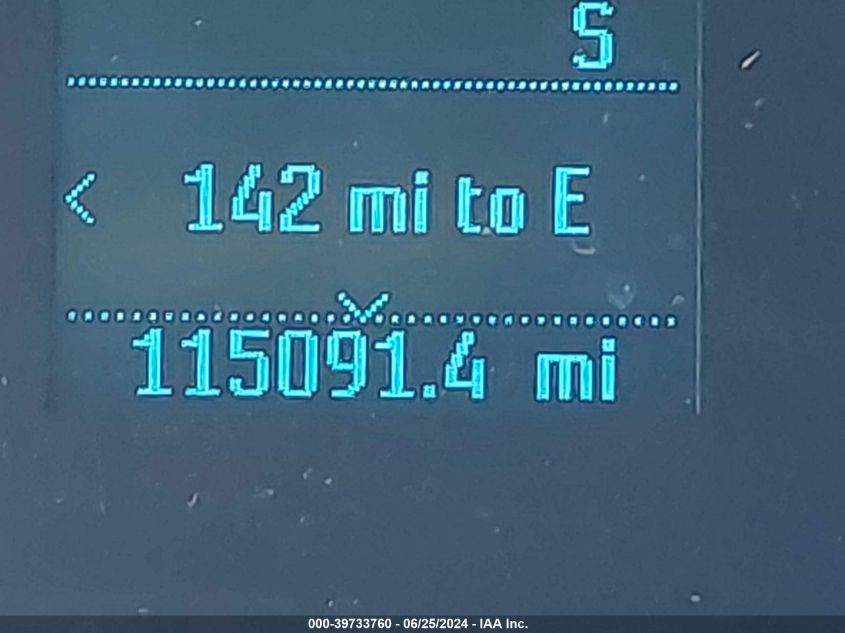 S
< 142 mi to E
115091.4 mi
000-39733760 - 06/25/2024 - IAA Inc.